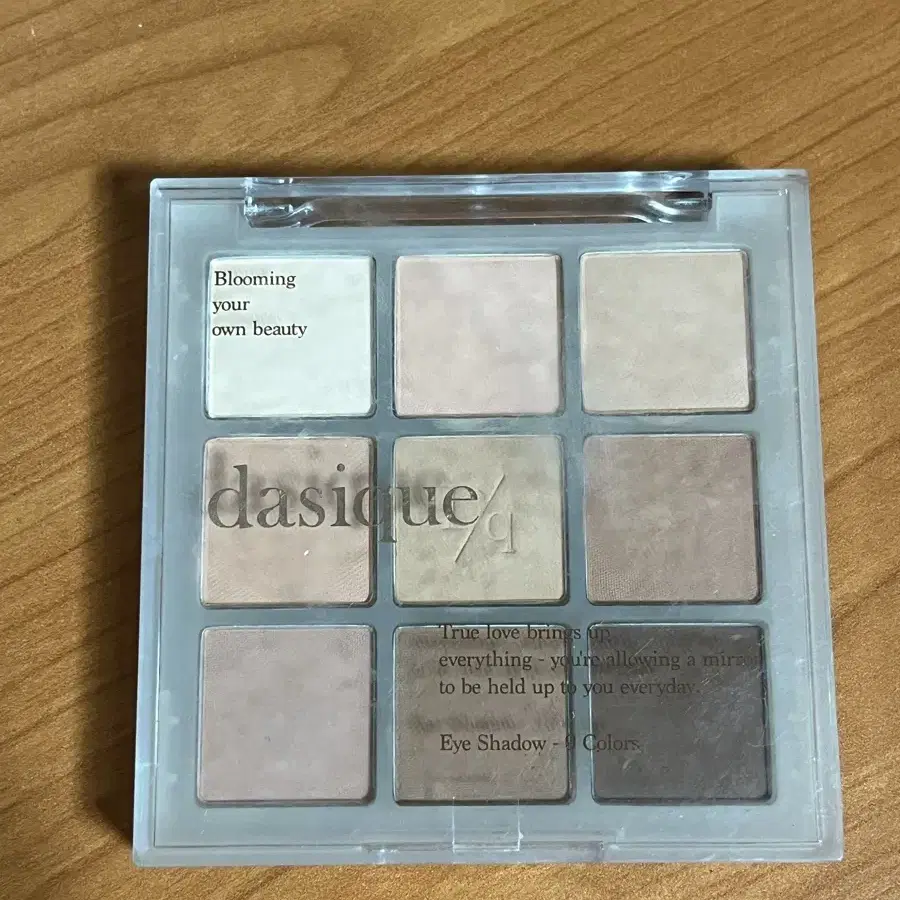 Blooming
your
own beauty
dasique
True love brings up
everything - you're allowing a mirror
to be held up to you everyday.
Eye Shadow - 9 Colors